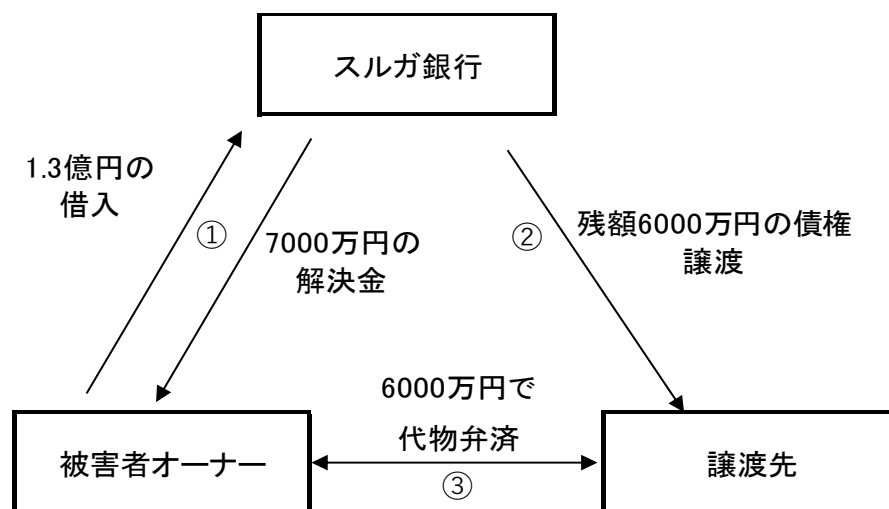 スルガ銀行
1.3億円の
借入
①
7000万円の
解決金
②
残額6000万円の債権
譲渡
6000万円で
代物弁済
③
被害者オーナー
譲渡先